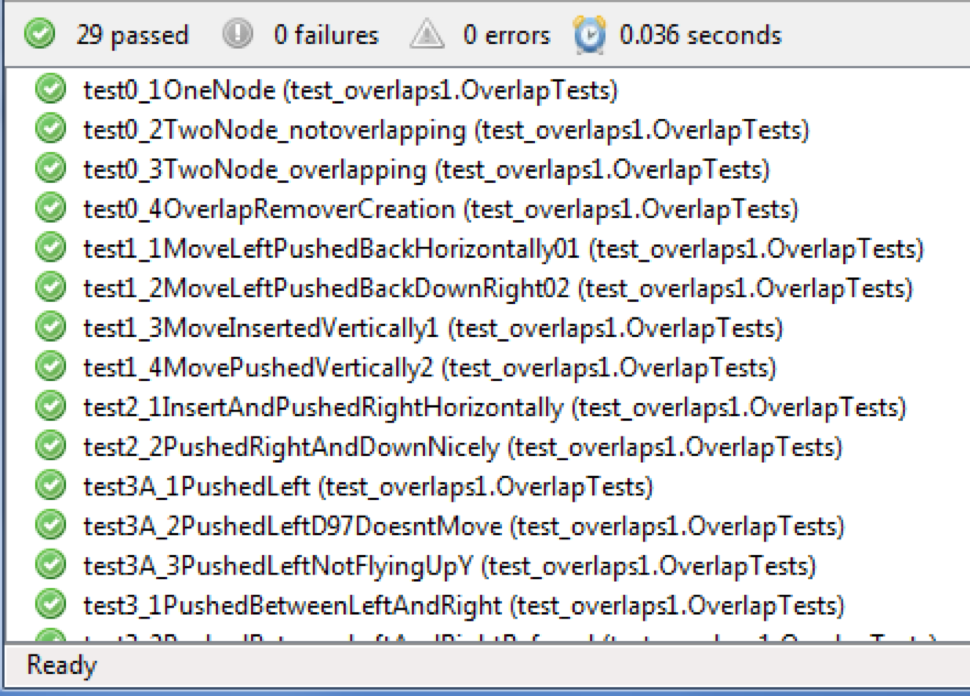 29 passed 0 failures 0 errors 0.036 seconds
test0_1OneNode (test_overlaps1.OverlapTests)
test0_2TwoNode_notoverlapping (test_overlaps1.OverlapTests)
test0_3TwoNode_overlapping (test_overlaps1.OverlapTests)
test0_4OverlapRemoverCreation (test_overlaps1.OverlapTests)
test1_1MoveLeftPushedBackHorizontally01 (test_overlaps1.OverlapTests)
test1_2MoveLeftPushedBackDownRight02 (test_overlaps1.OverlapTests)
test1_3MoveInsertedVertically1 (test_overlaps1.OverlapTests)
test1_4MovePushedVertically2 (test_overlaps1.OverlapTests)
test2_1InsertAndPushedRightHorizontally (test_overlaps1.OverlapTests)
test2_2PushedRightAndDownNicely (test_overlaps1.OverlapTests)
test3A_1PushedLeft (test_overlaps1.OverlapTests)
test3A_2PushedLeftD97DoesntMove (test_overlaps1.OverlapTests)
test3A_3PushedLeftNotFlyingUpY (test_overlaps1.OverlapTests)
test3_1PushedBetweenLeftAndRight (test_overlaps1.OverlapTests)
Ready